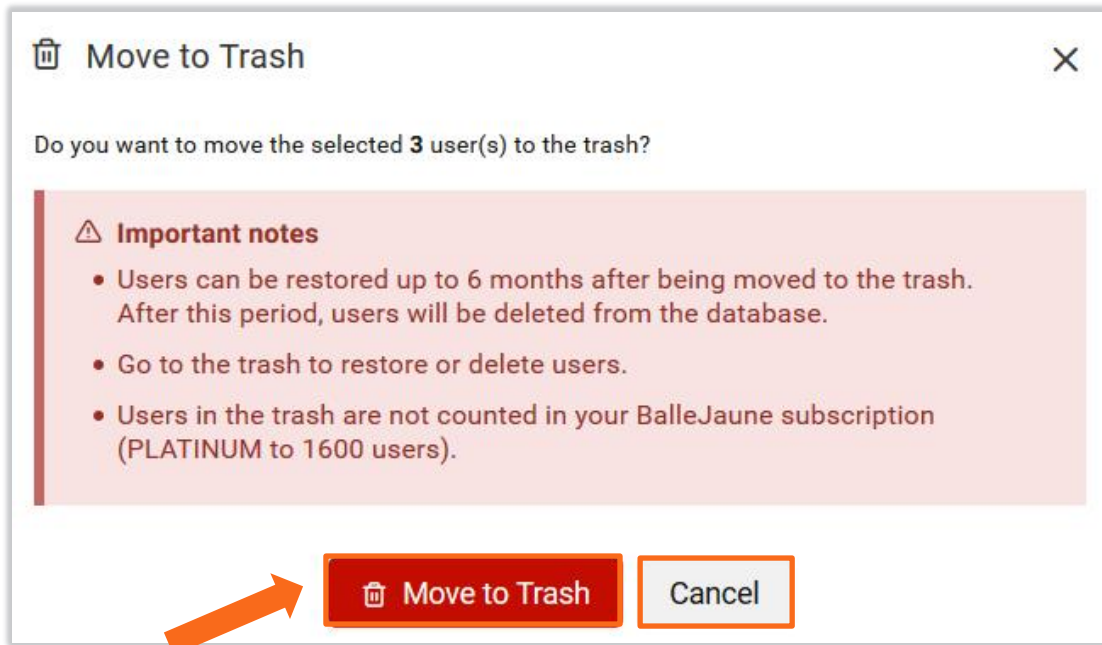 Move to Trash
Do you want to move the selected 3 user(s) to the trash?
Important notes
• Users can be restored up to 6 months after being moved to the trash.
After this period, users will be deleted from the database.
• Go to the trash to restore or delete users.
• Users in the trash are not counted in your BalleJaune subscription
(PLATINUM to 1600 users).
Move to Trash
Cancel